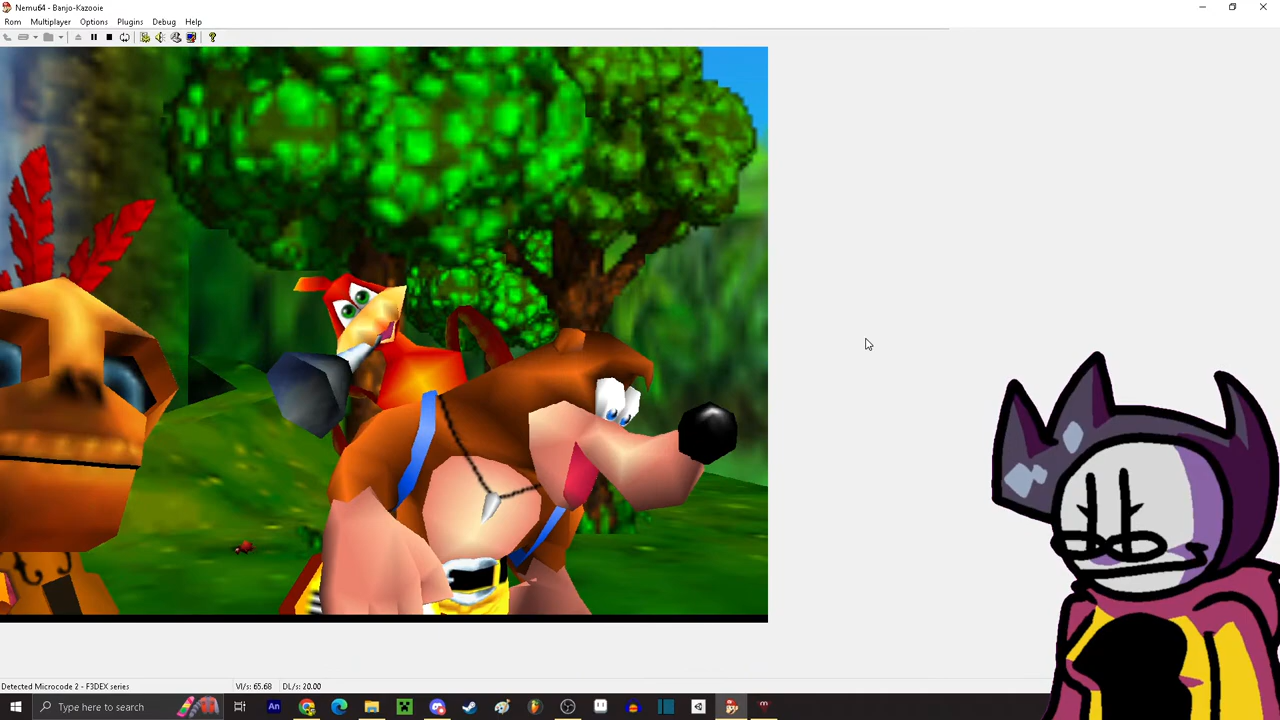 Nemu64 - Banjo-Kazooie
Rom Multiplayer Options Plugins Debug Help
Detected Microcode 2 - F3DEX series VI/s: 65.68 DL/s: 20.00
Type here to search
An